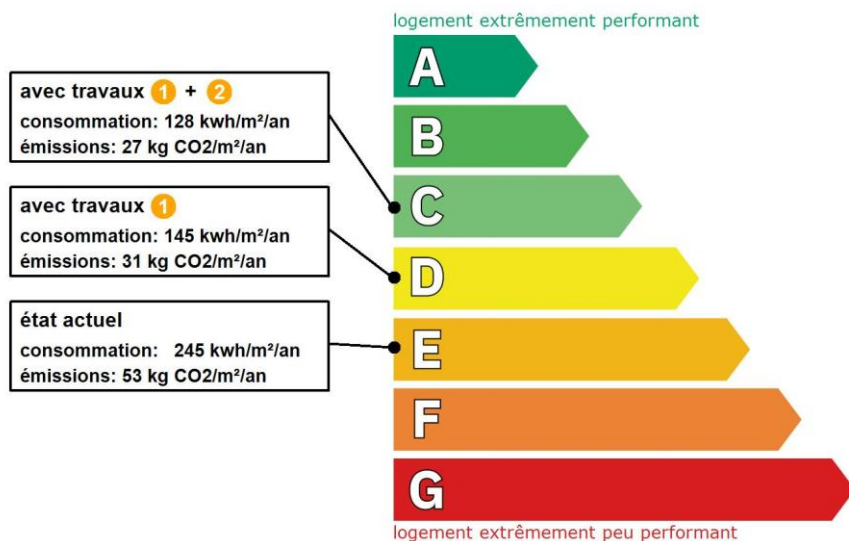 logement extrêmement performant
A
avec travaux 1 + 2
consommation: 128 kwh/m²/an
émissions: 27 kg CO2/m²/an
B
C
avec travaux 1
consommation: 145 kwh/m²/an
émissions: 31 kg CO2/m²/an
D
état actuel
consommation: 245 kwh/m²/an
émissions: 53 kg CO2/m²/an
E
F
G
logement extrêmement peu performant